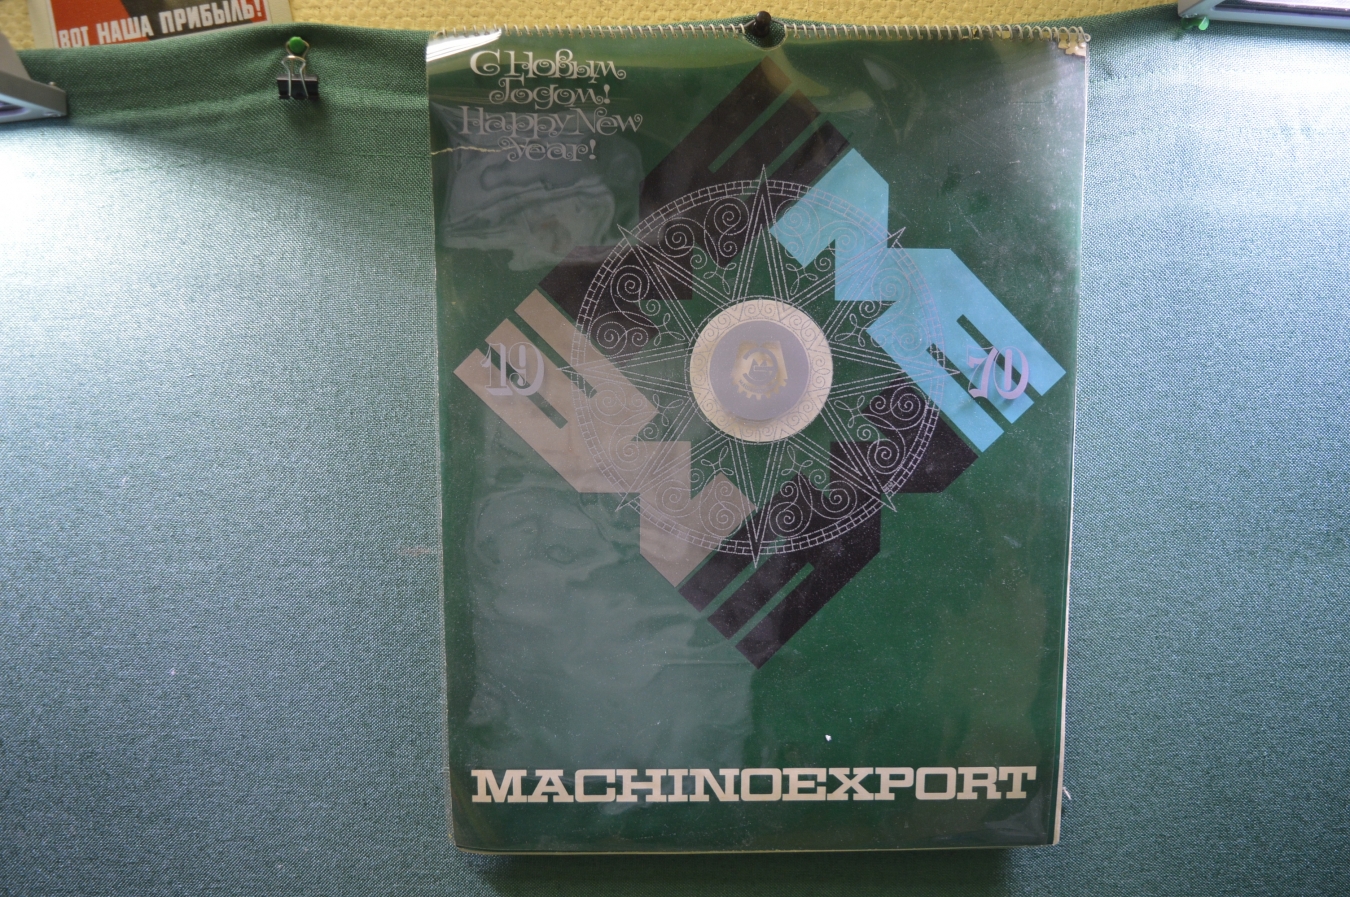 ВОТ НАША ПРИБЫЛЬ!
С Новым
Годом!
Happy New
Year!
19 70
MACHINOEXPORT